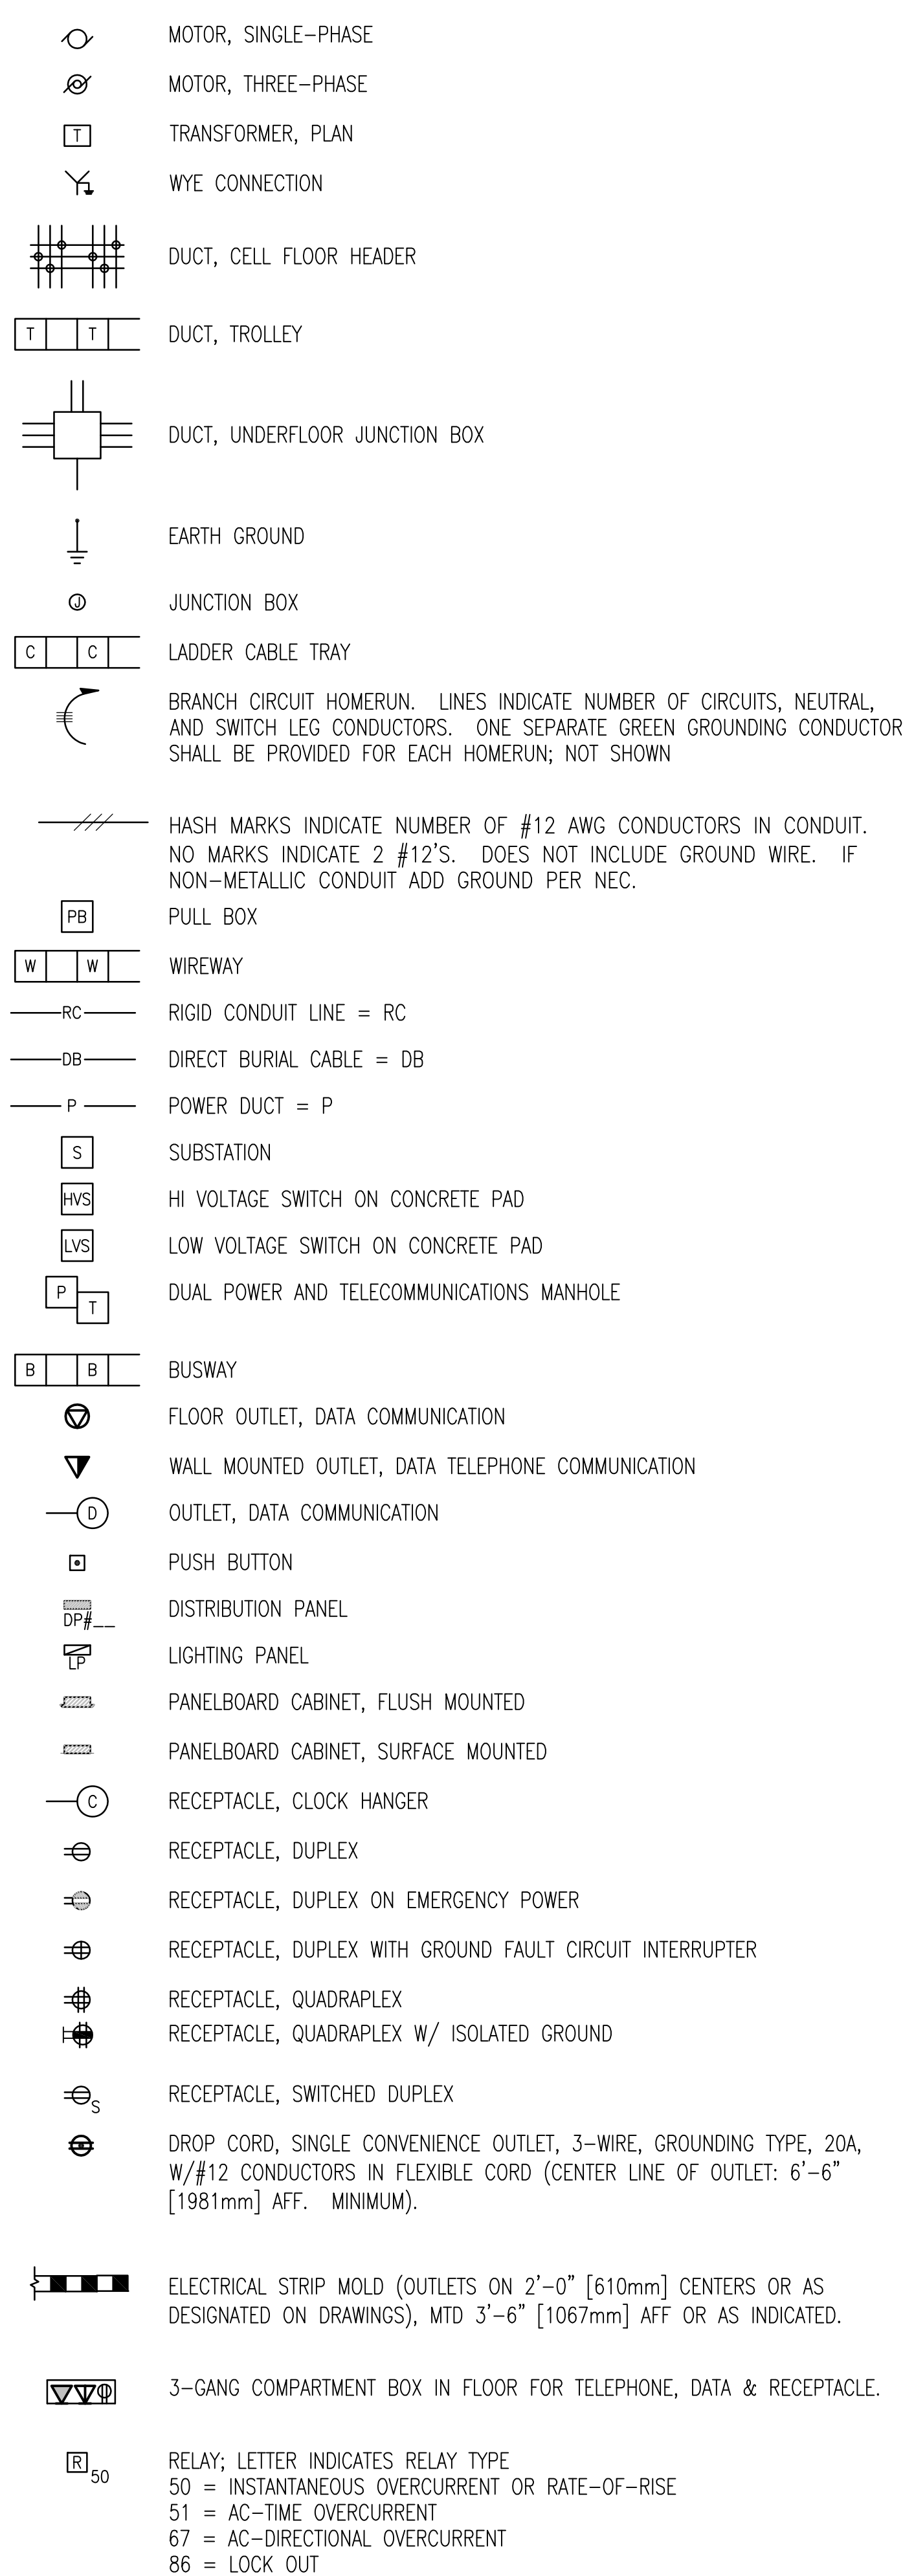 MOTOR, SINGLE-PHASE
MOTOR, THREE-PHASE
T TRANSFORMER, PLAN
WYE CONNECTION
DUCT, CELL FLOOR HEADER
T T DUCT, TROLLEY
DUCT, UNDERFLOOR JUNCTION BOX
EARTH GROUND
J JUNCTION BOX
C C LADDER CABLE TRAY
BRANCH CIRCUIT HOMERUN. LINES INDICATE NUMBER OF CIRCUITS, NEUTRAL,
AND SWITCH LEG CONDUCTORS. ONE SEPARATE GREEN GROUNDING CONDUCTOR
SHALL BE PROVIDED FOR EACH HOMERUN; NOT SHOWN
HASH MARKS INDICATE NUMBER OF #12 AWG CONDUCTORS IN CONDUIT.
NO MARKS INDICATE 2 #12'S. DOES NOT INCLUDE GROUND WIRE. IF
NON-METALLIC CONDUIT ADD GROUND PER NEC.
PB PULL BOX
W W WIREWAY
RC RIGID CONDUIT LINE = RC
DB DIRECT BURIAL CABLE = DB
P POWER DUCT = P
S SUBSTATION
HVS HI VOLTAGE SWITCH ON CONCRETE PAD
LVS LOW VOLTAGE SWITCH ON CONCRETE PAD
P T DUAL POWER AND TELECOMMUNICATIONS MANHOLE
B B BUSWAY
FLOOR OUTLET, DATA COMMUNICATION
WALL MOUNTED OUTLET, DATA TELEPHONE COMMUNICATION
D OUTLET, DATA COMMUNICATION
PUSH BUTTON
DP#__ DISTRIBUTION PANEL
LP LIGHTING PANEL
PANELBOARD CABINET, FLUSH MOUNTED
PANELBOARD CABINET, SURFACE MOUNTED
C RECEPTACLE, CLOCK HANGER
RECEPTACLE, DUPLEX
RECEPTACLE, DUPLEX ON EMERGENCY POWER
RECEPTACLE, DUPLEX WITH GROUND FAULT CIRCUIT INTERRUPTER
RECEPTACLE, QUADRAPLEX
RECEPTACLE, QUADRAPLEX W/ ISOLATED GROUND
S RECEPTACLE, SWITCHED DUPLEX
DROP CORD, SINGLE CONVENIENCE OUTLET, 3-WIRE, GROUNDING TYPE, 20A,
W/#12 CONDUCTORS IN FLEXIBLE CORD (CENTER LINE OF OUTLET: 6'-6"
[1981mm] AFF. MINIMUM).
ELECTRICAL STRIP MOLD (OUTLETS ON 2'-0" [610mm] CENTERS OR AS
DESIGNATED ON DRAWINGS), MTD 3'-6" [1067mm] AFF OR AS INDICATED.
3-GANG COMPARTMENT BOX IN FLOOR FOR TELEPHONE, DATA & RECEPTACLE.
R 50 RELAY; LETTER INDICATES RELAY TYPE
50 = INSTANTANEOUS OVERCURRENT OR RATE-OF-RISE
51 = AC-TIME OVERCURRENT
67 = AC-DIRECTIONAL OVERCURRENT
86 = LOCK OUT